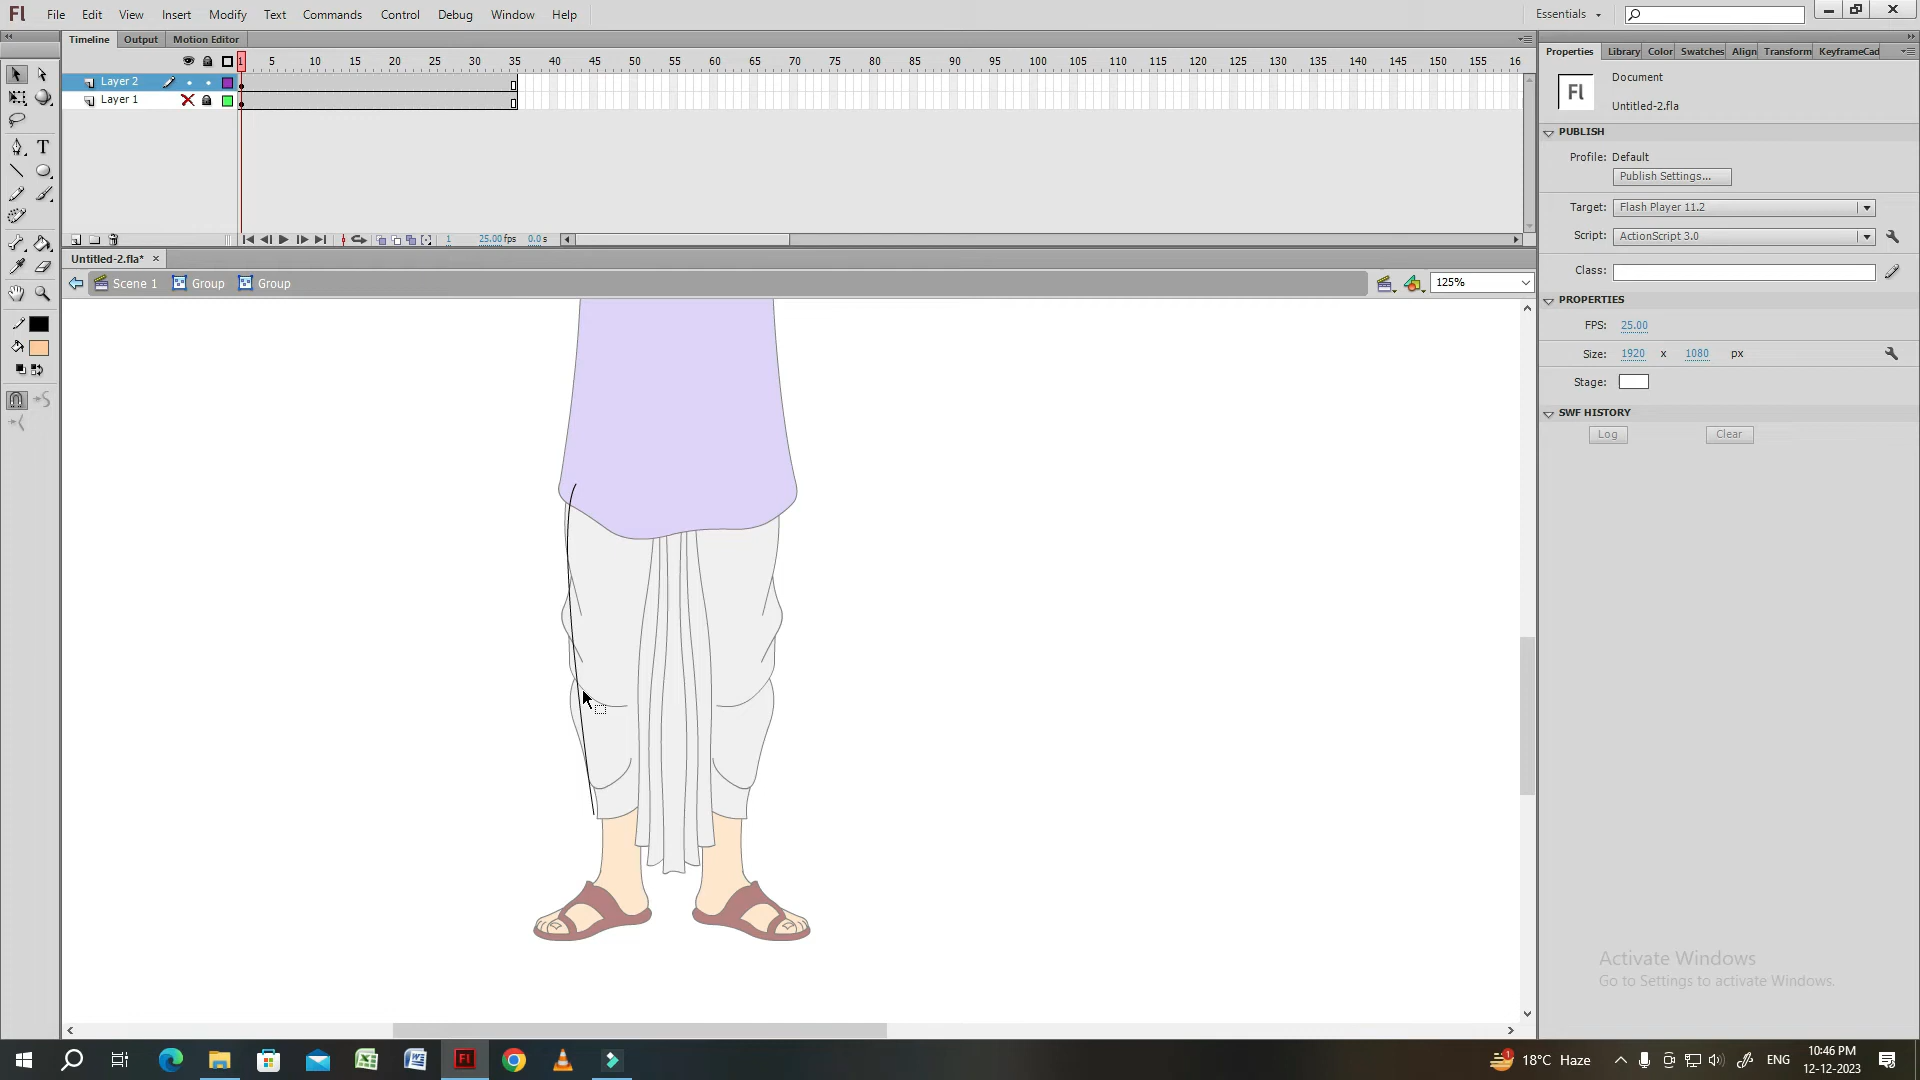 Fl File Edit View Insert Modify Text Commands Control Debug Window Help Essentials
Timeline Output Motion Editor
1 5 10 15 20 25 30 35 40 45 50 55 60 65 70 75 80 85 90 95 100 105 110 115 120 125 130 135 140 145 150 155 16
Layer 2
Layer 1
1 25.00 fps 0.0 s
Untitled-2.fla* ×
Scene 1 Group Group 125%
T
Properties Library Color Swatches Align Transform KeyframeCad
Fl Document
Untitled-2.fla
PUBLISH
Profile: Default
Publish Settings...
Target: Flash Player 11.2
Script: ActionScript 3.0
Class:
PROPERTIES
FPS: 25.00
Size: 1920 x 1080 px
Stage:
SWF HISTORY
Log Clear
Activate Windows
Go to Settings to activate Windows.
Fl 1 18°C Haze ENG 10:46 PM
12-12-2023